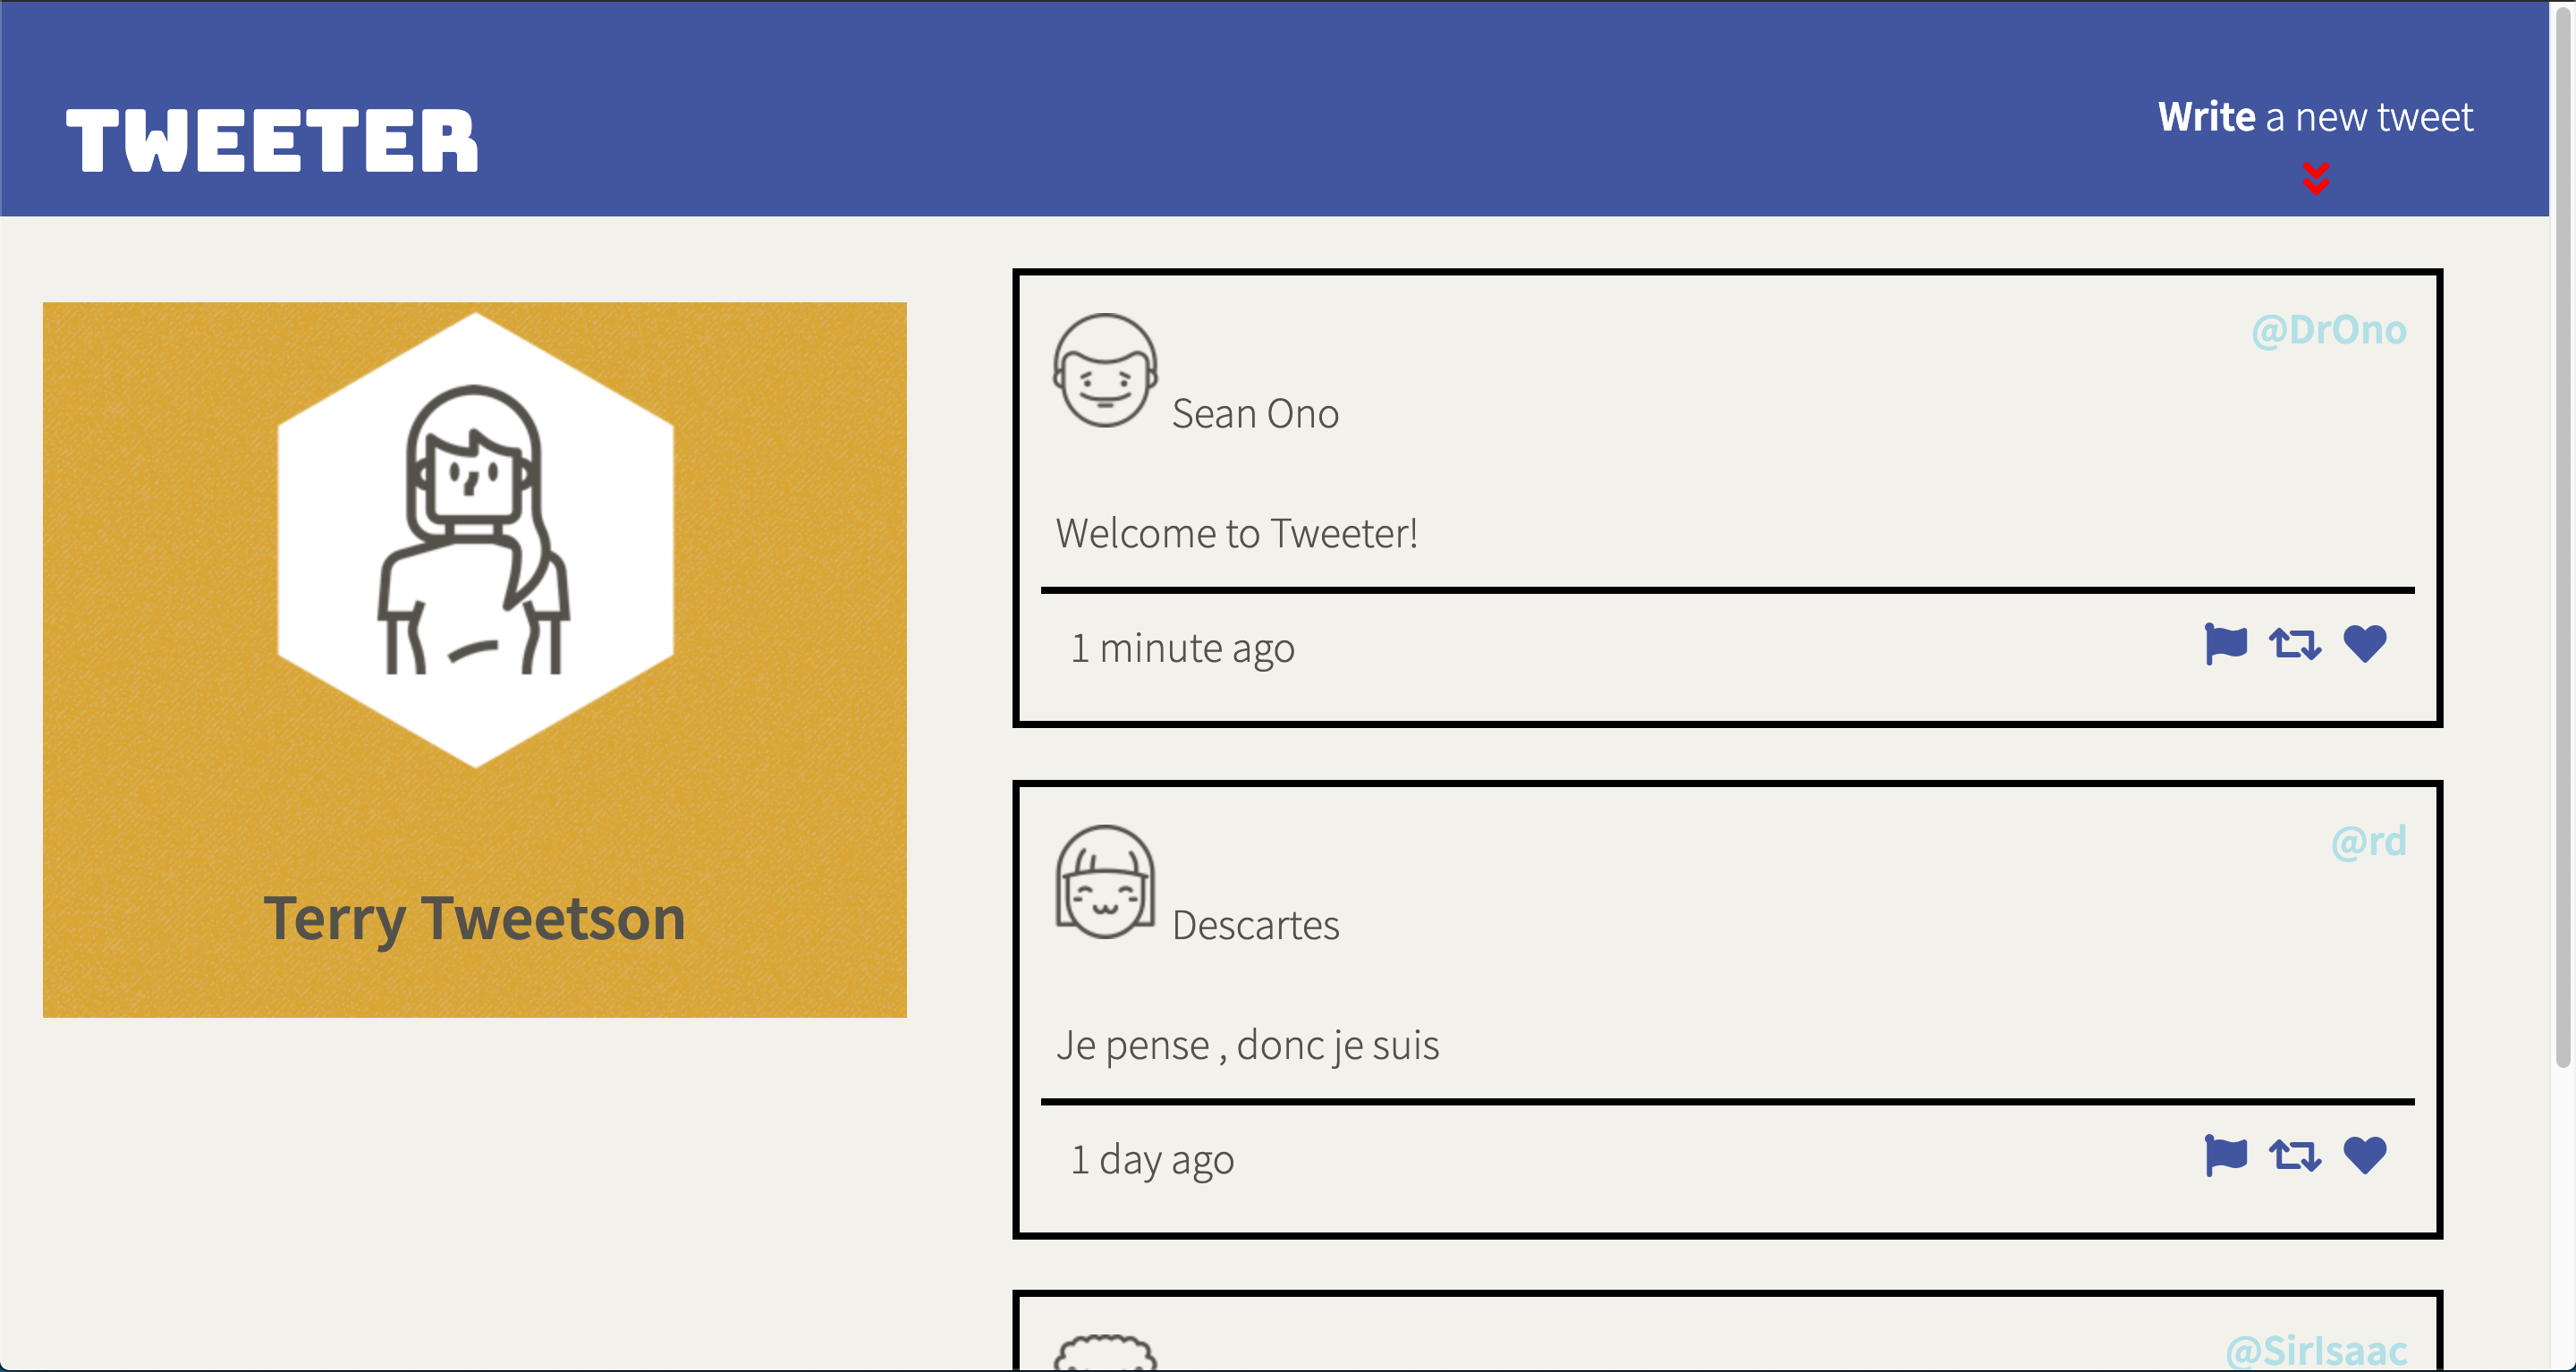 TWEETER
Write a new tweet
Terry Tweetson
@DrOno
Sean Ono
Welcome to Tweeter!
1 minute ago
@rd
Descartes
Je pense , donc je suis
1 day ago
@SirIsaac